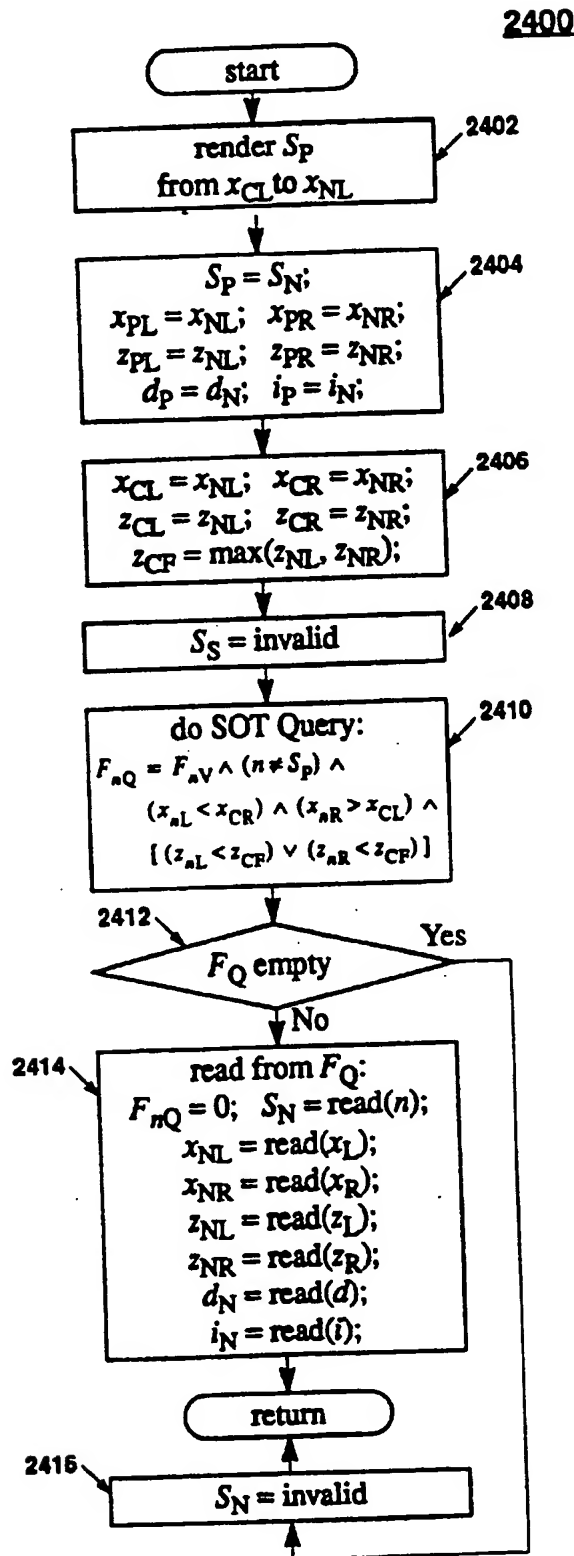 2400
start
2402
render S_P
from x_CL to x_NL
2404
S_P = S_N;
x_PL = x_NL; x_PR = x_NR;
z_PL = z_NL; z_PR = z_NR;
d_P = d_N; i_P = i_N;
2406
x_CL = x_NL; x_CR = x_NR;
z_CL = z_NL; z_CR = z_NR;
z_CF = max(z_NL, z_NR);
2408
S_S = invalid
2410
do SOT Query:
F_nQ = F_nV ∧ (n ≠ S_P) ∧
(x_nL < x_CR) ∧ (x_nR > x_CL) ∧
[ (z_nL < z_CF) ∨ (z_nR < z_CF) ]
2412
F_Q empty
Yes
No
2414
read from F_Q:
F_nQ = 0; S_N = read(n);
x_NL = read(x_L);
x_NR = read(x_R);
z_NL = read(z_L);
z_NR = read(z_R);
d_N = read(d);
i_N = read(i);
return
2415
S_N = invalid